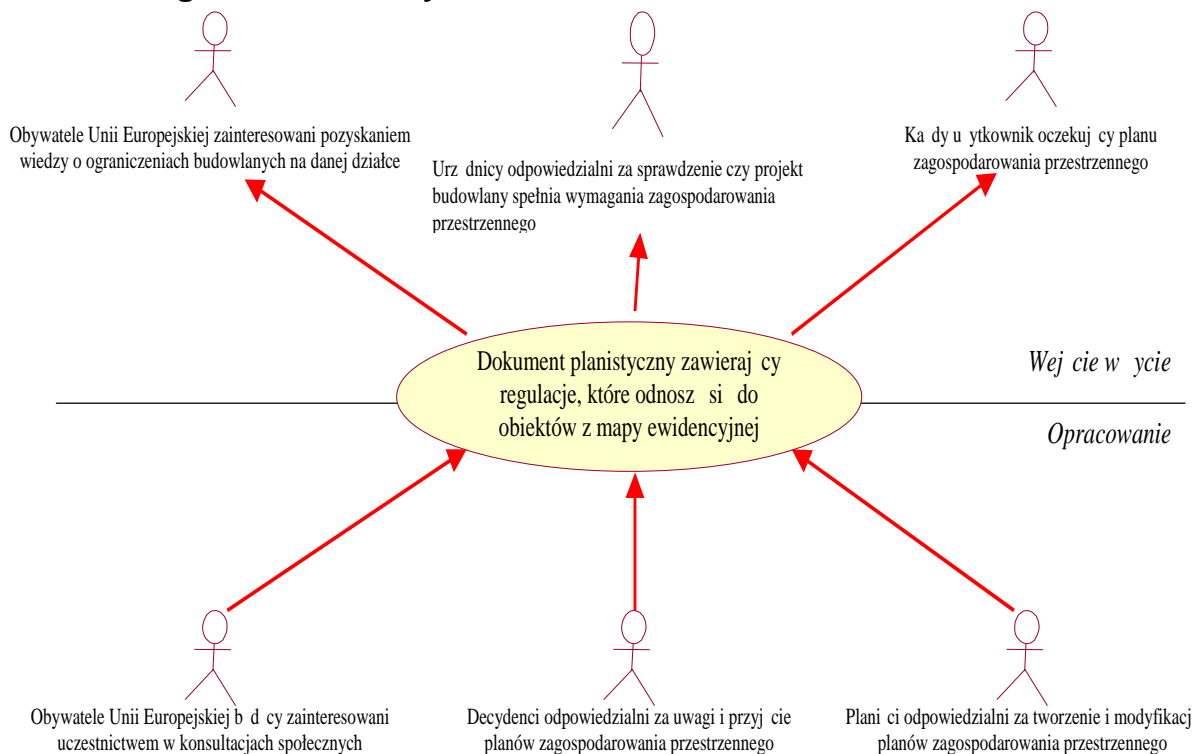 Obywatele Unii Europejskiej zainteresowani pozyskaniem
wiedzy o ograniczeniach budowlanych na danej działce
Urz dnicy odpowiedzialni za sprawdzenie czy projekt
budowlany spełnia wymagania zagospodarowania
przestrzennego
Ka dy u ytkownik oczekuj cy planu
zagospodarowania przestrzennego
Dokument planistyczny zawieraj cy
regulacje, które odnosz si do
obiektów z mapy ewidencyjnej
Wej cie w ycie
Opracowanie
Obywatele Unii Europejskiej b d cy zainteresowani
uczestnictwem w konsultacjach społecznych
Decydenci odpowiedzialni za uwagi i przyj cie
planów zagospodarowania przestrzennego
Plani ci odpowiedzialni za tworzenie i modyfikacj
planów zagospodarowania przestrzennego